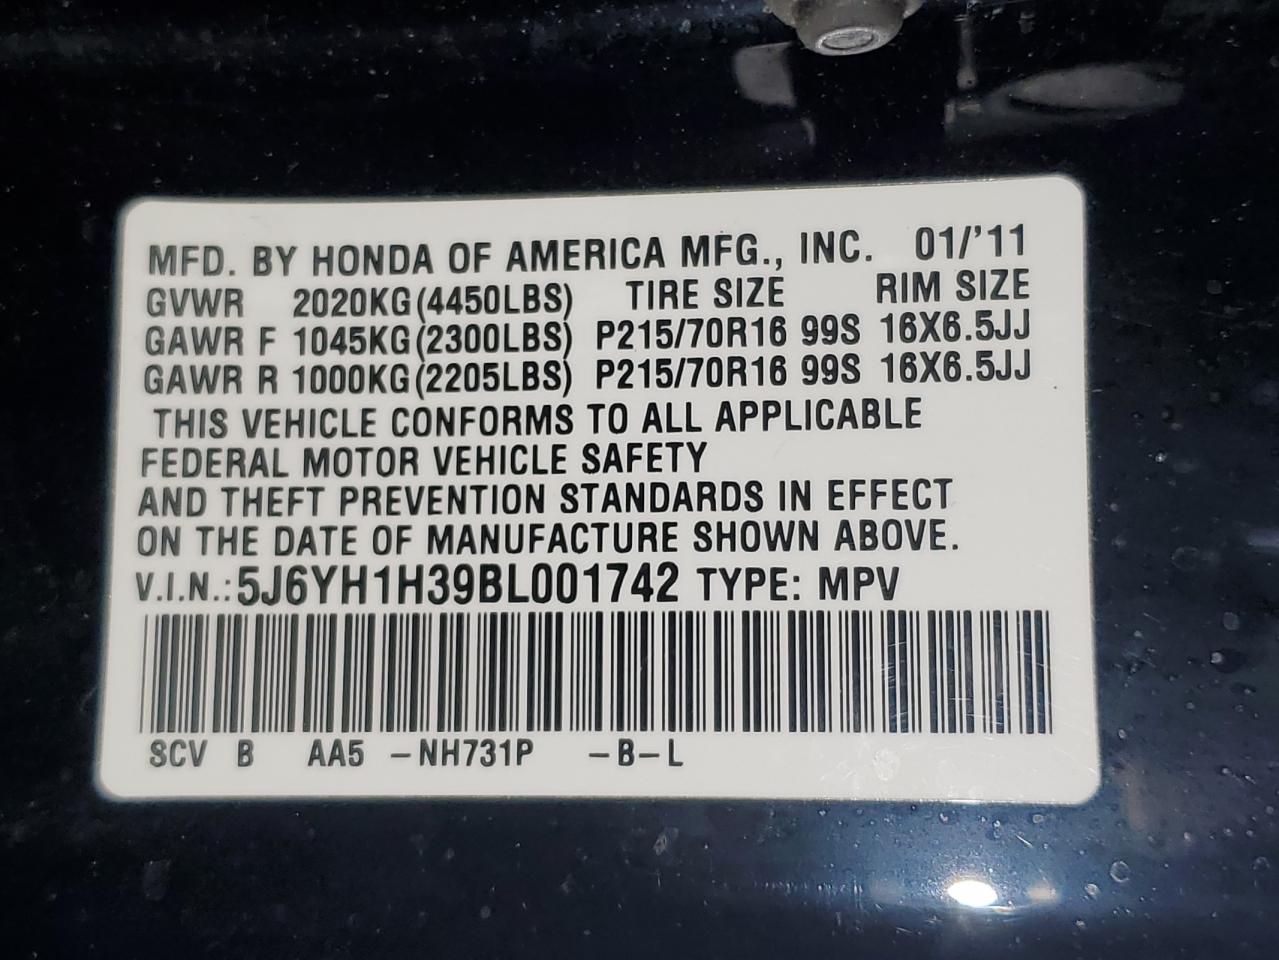 MFD. BY HONDA OF AMERICA MFG., INC. 01/'11
GVWR 2020KG(4450LBS) TIRE SIZE RIM SIZE
GAWR F 1045KG(2300LBS) P215/70R16 99S 16X6.5JJ
GAWR R 1000KG(2205LBS) P215/70R16 99S 16X6.5JJ
THIS VEHICLE CONFORMS TO ALL APPLICABLE
FEDERAL MOTOR VEHICLE SAFETY
AND THEFT PREVENTION STANDARDS IN EFFECT
ON THE DATE OF MANUFACTURE SHOWN ABOVE.
V.I.N.: 5J6YH1H39BL001742 TYPE: MPV
SCV B AA5 -NH731P -B-L